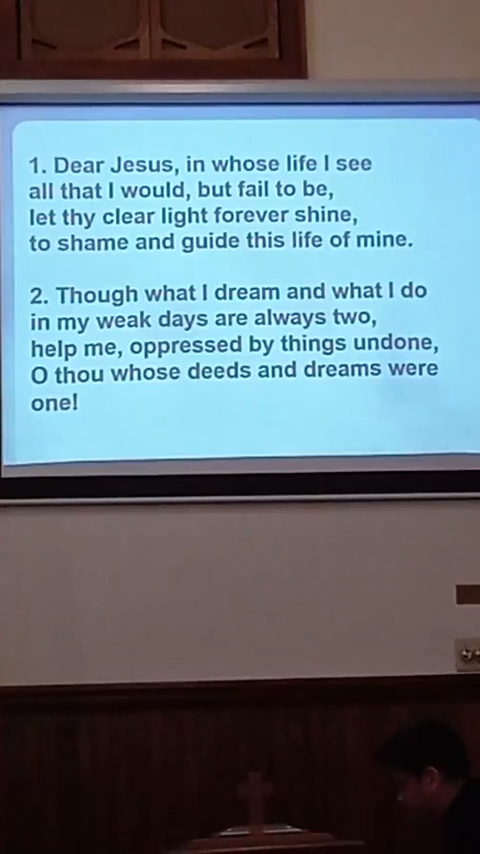 1. Dear Jesus, in whose life I see
all that I would, but fail to be,
let thy clear light forever shine,
to shame and guide this life of mine.
2. Though what I dream and what I do
in my weak days are always two,
help me, oppressed by things undone,
O thou whose deeds and dreams were
one!